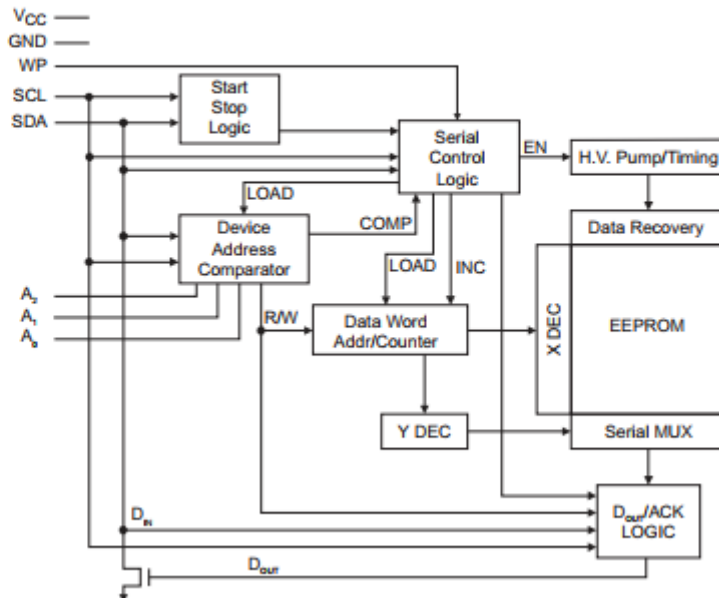 VCC
GND
WP
SCL
SDA
Start
Stop
Logic
Serial
Control
Logic
EN
H.V. Pump/Timing
LOAD
COMP
Device
Address
Comparator
LOAD
INC
Data Recovery
A2
A1
A0
R/W
Data Word
Addr/Counter
X DEC
EEPROM
Y DEC
Serial MUX
DIN
DOUT/ACK
LOGIC
DOUT